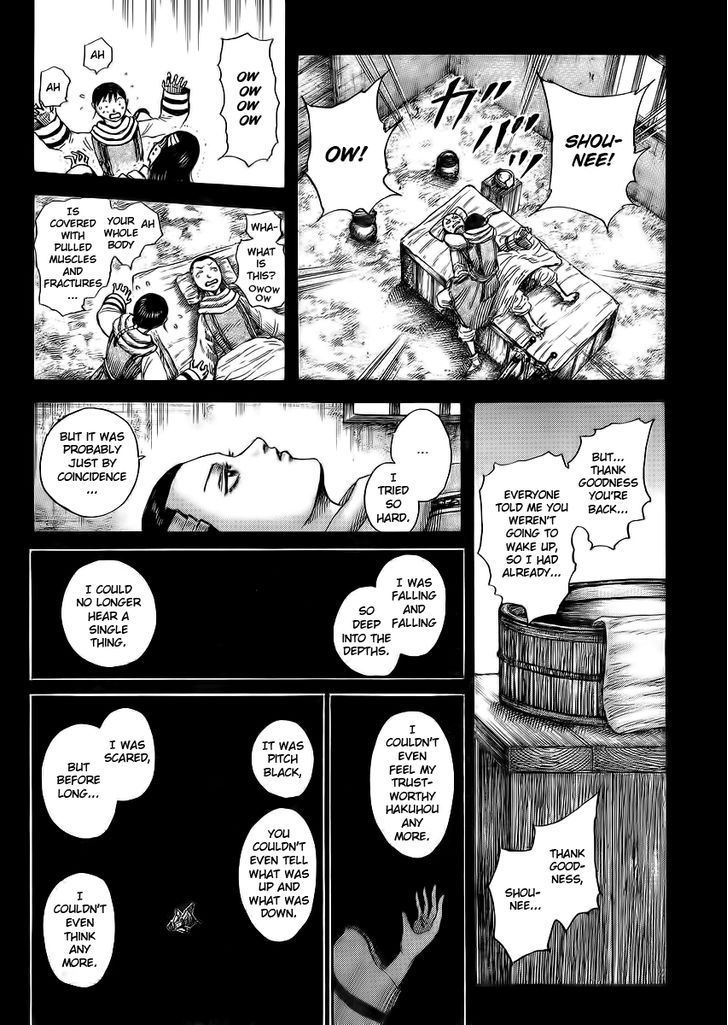 SHOU-
NEE!
OW!
ガ
バ
ッ
OW
OW
OW
OW
AH
AH
WHA-
WHAT
IS
THIS?
OWOW
OW
AH
YOUR
WHOLE
BODY
IS
COVERED
WITH
PULLED
MUSCLES
AND
FRACTURES
...
BUT...
THANK
GOODNESS
YOU'RE
BACK...
EVERYONE
TOLD ME YOU
WEREN'T
GOING TO
WAKE UP,
SO I HAD
ALREADY...
THANK
GOOD-
NESS,
SHOU-
NEE...
...
I
TRIED
SO
HARD.
BUT IT WAS
PROBABLY
JUST BY
COINCIDENCE
...
I WAS
FALLING
AND
FALLING
SO
DEEP
INTO THE
DEPTHS.
I COULD
NO LONGER
HEAR A
SINGLE
THING.
I
COULDN'T
EVEN
FEEL MY
TRUST-
WORTHY
HAKUHOU
ANY
MORE.
IT WAS
PITCH
BLACK,
YOU
COULDN'T
EVEN TELL
WHAT WAS
UP AND
WHAT WAS
DOWN.
I WAS
SCARED,
BUT
BEFORE
LONG...
I
COULDN'T
EVEN
THINK
ANY
MORE.